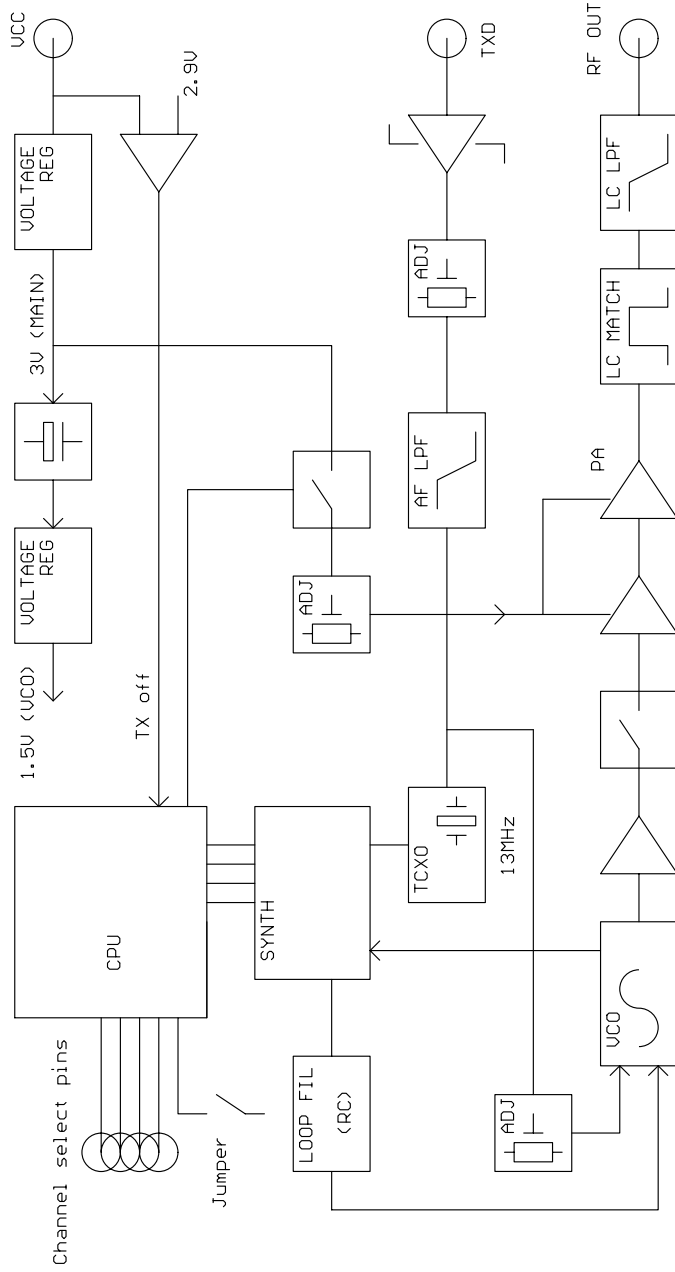 Channel select pins
CPU
1.5V (VCO)
VOLTAGE
REG
3V (MAIN)
VOLTAGE
REG
VCC
TX off
2.9V
Jumper
SYNTH
LOOP FIL
(RC)
ADJ
TCXO
13MHz
AF LPF
ADJ
TXD
ADJ
VCO
PA
LC MATCH
LC LPF
RF OUT